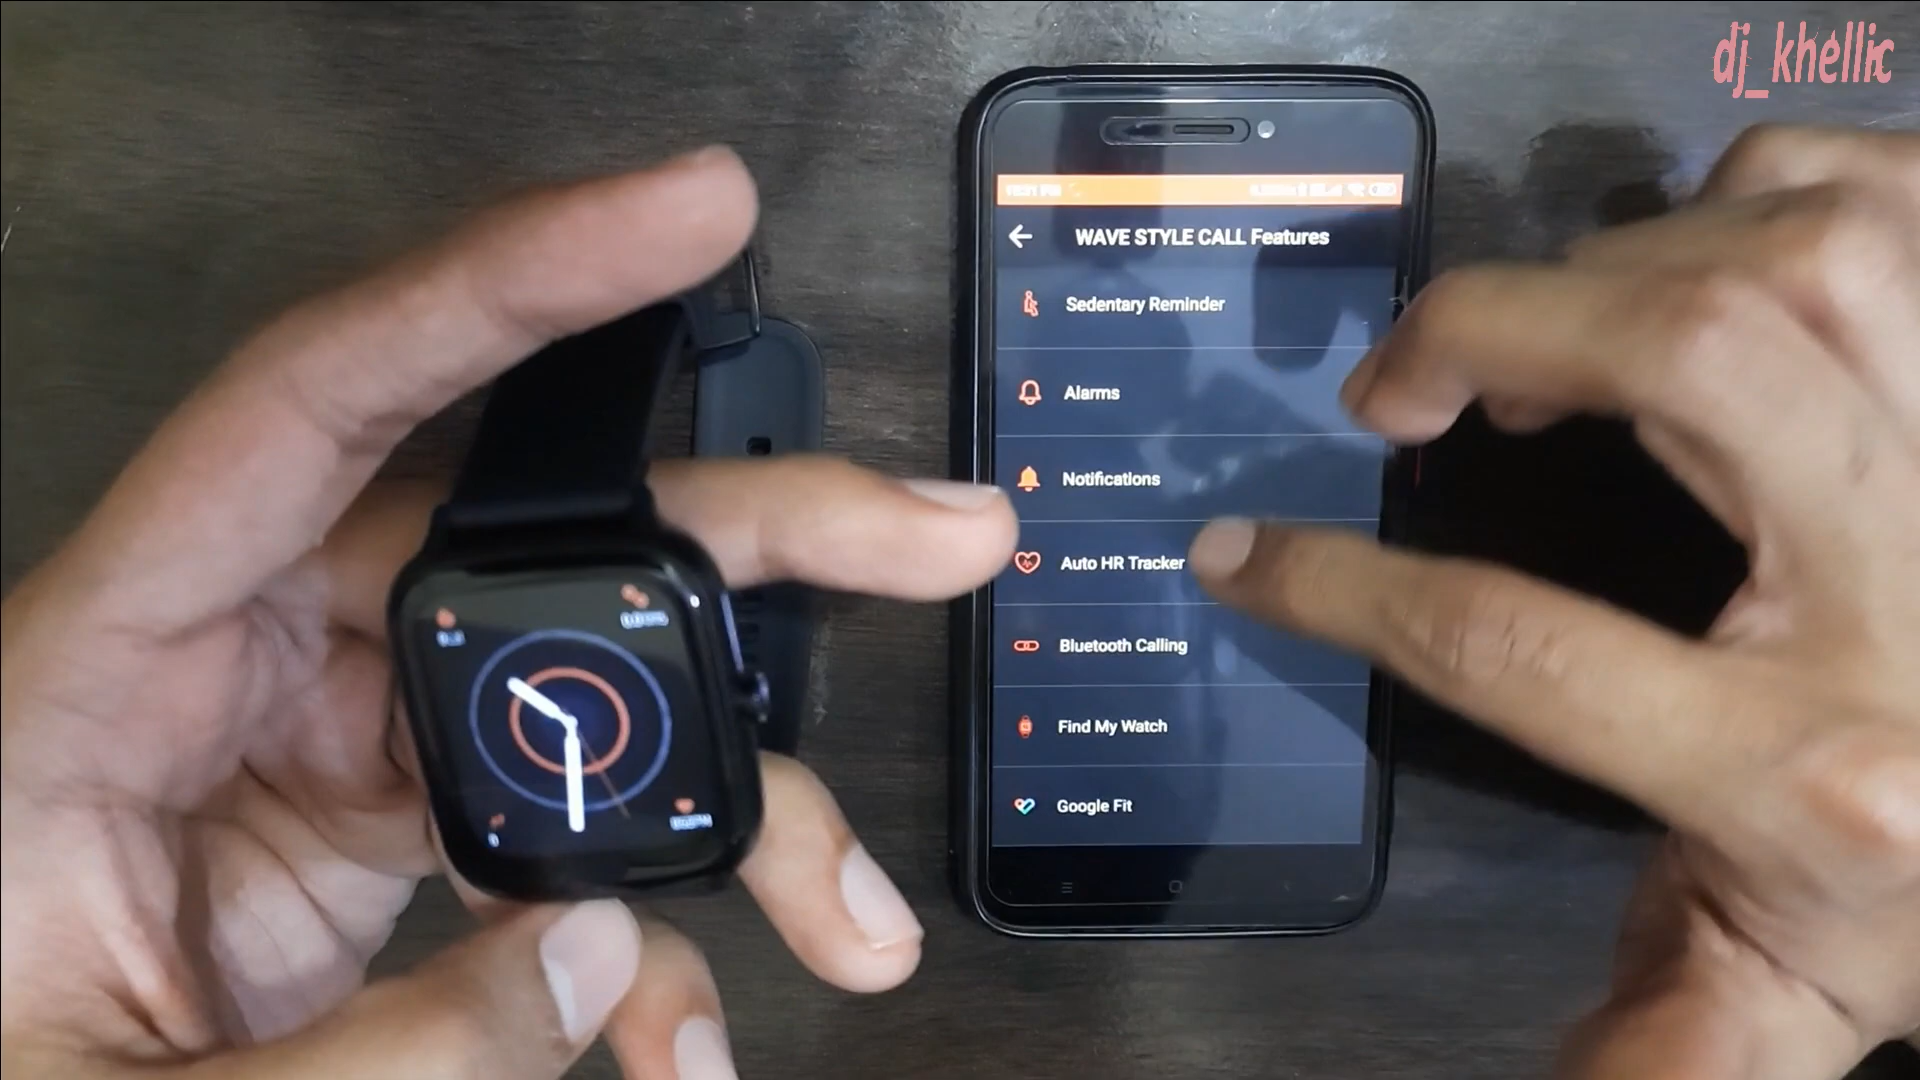 dj_khellic
WAVE STYLE CALL Features
Sedentary Reminder
Alarms
Notifications
Auto HR Tracker
Bluetooth Calling
Find My Watch
Google Fit